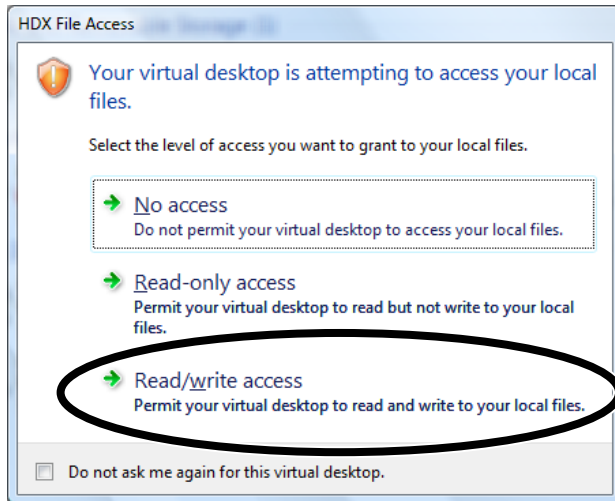 HDX File Access
Your virtual desktop is attempting to access your local
files.
Select the level of access you want to grant to your local files.
No access
Do not permit your virtual desktop to access your local files.
Read-only access
Permit your virtual desktop to read but not write to your local
files.
Read/write access
Permit your virtual desktop to read and write to your local files.
Do not ask me again for this virtual desktop.